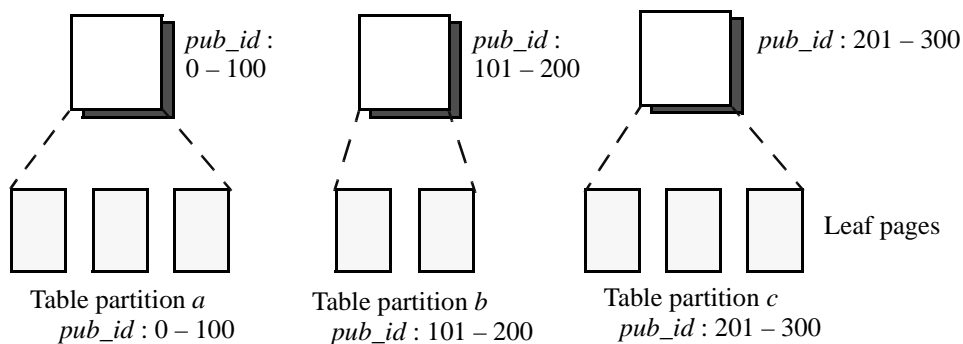 pub_id :
0 – 100
pub_id :
101 – 200
pub_id : 201 – 300
Leaf pages
Table partition a
pub_id : 0 – 100
Table partition b
pub_id : 101 – 200
Table partition c
pub_id : 201 – 300